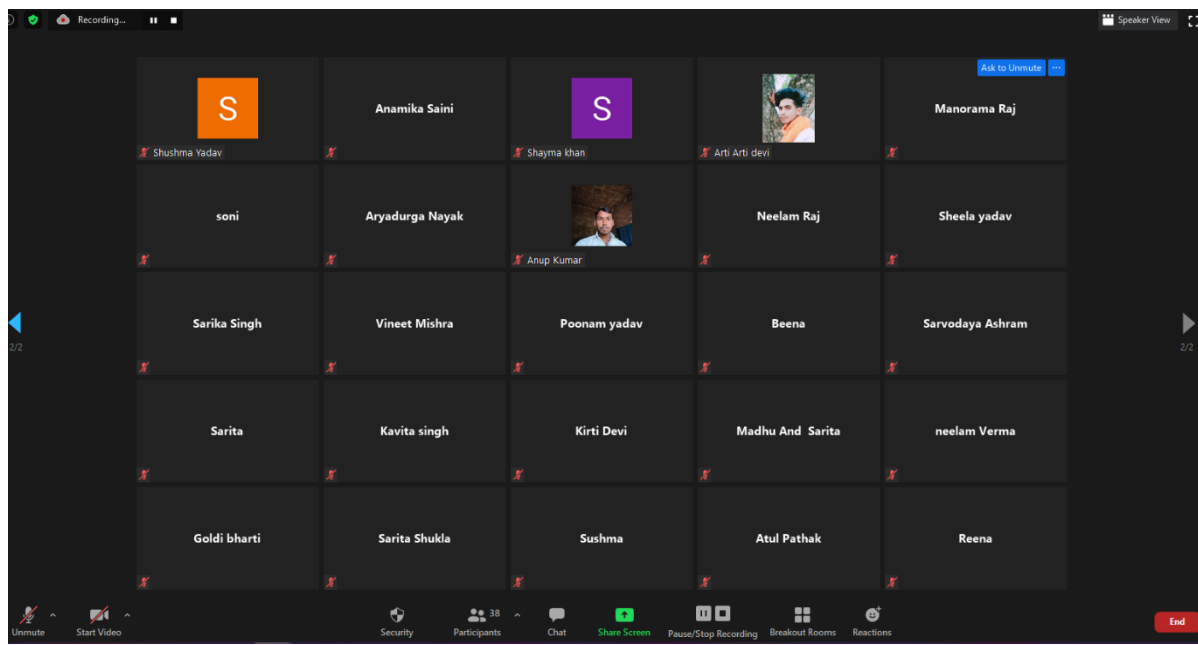 Recording...
Speaker View
Ask to Unmute ...
S
Shushma Yadav
Anamika Saini
S
Shayma khan
Arti Arti devi
Manorama Raj
soni
Aryadurga Nayak
Anup Kumar
Neelam Raj
Sheela yadav
Sarika Singh
Vineet Mishra
Poonam yadav
Beena
Sarvodaya Ashram
2/2
2/2
Sarita
Kavita singh
Kirti Devi
Madhu And Sarita
neelam Verma
Goldi bharti
Sarita Shukla
Sushma
Atul Pathak
Reena
Unmute
Start Video
Security
38
Participants
Chat
Share Screen
Pause/Stop Recording
Breakout Rooms
Reactions
End